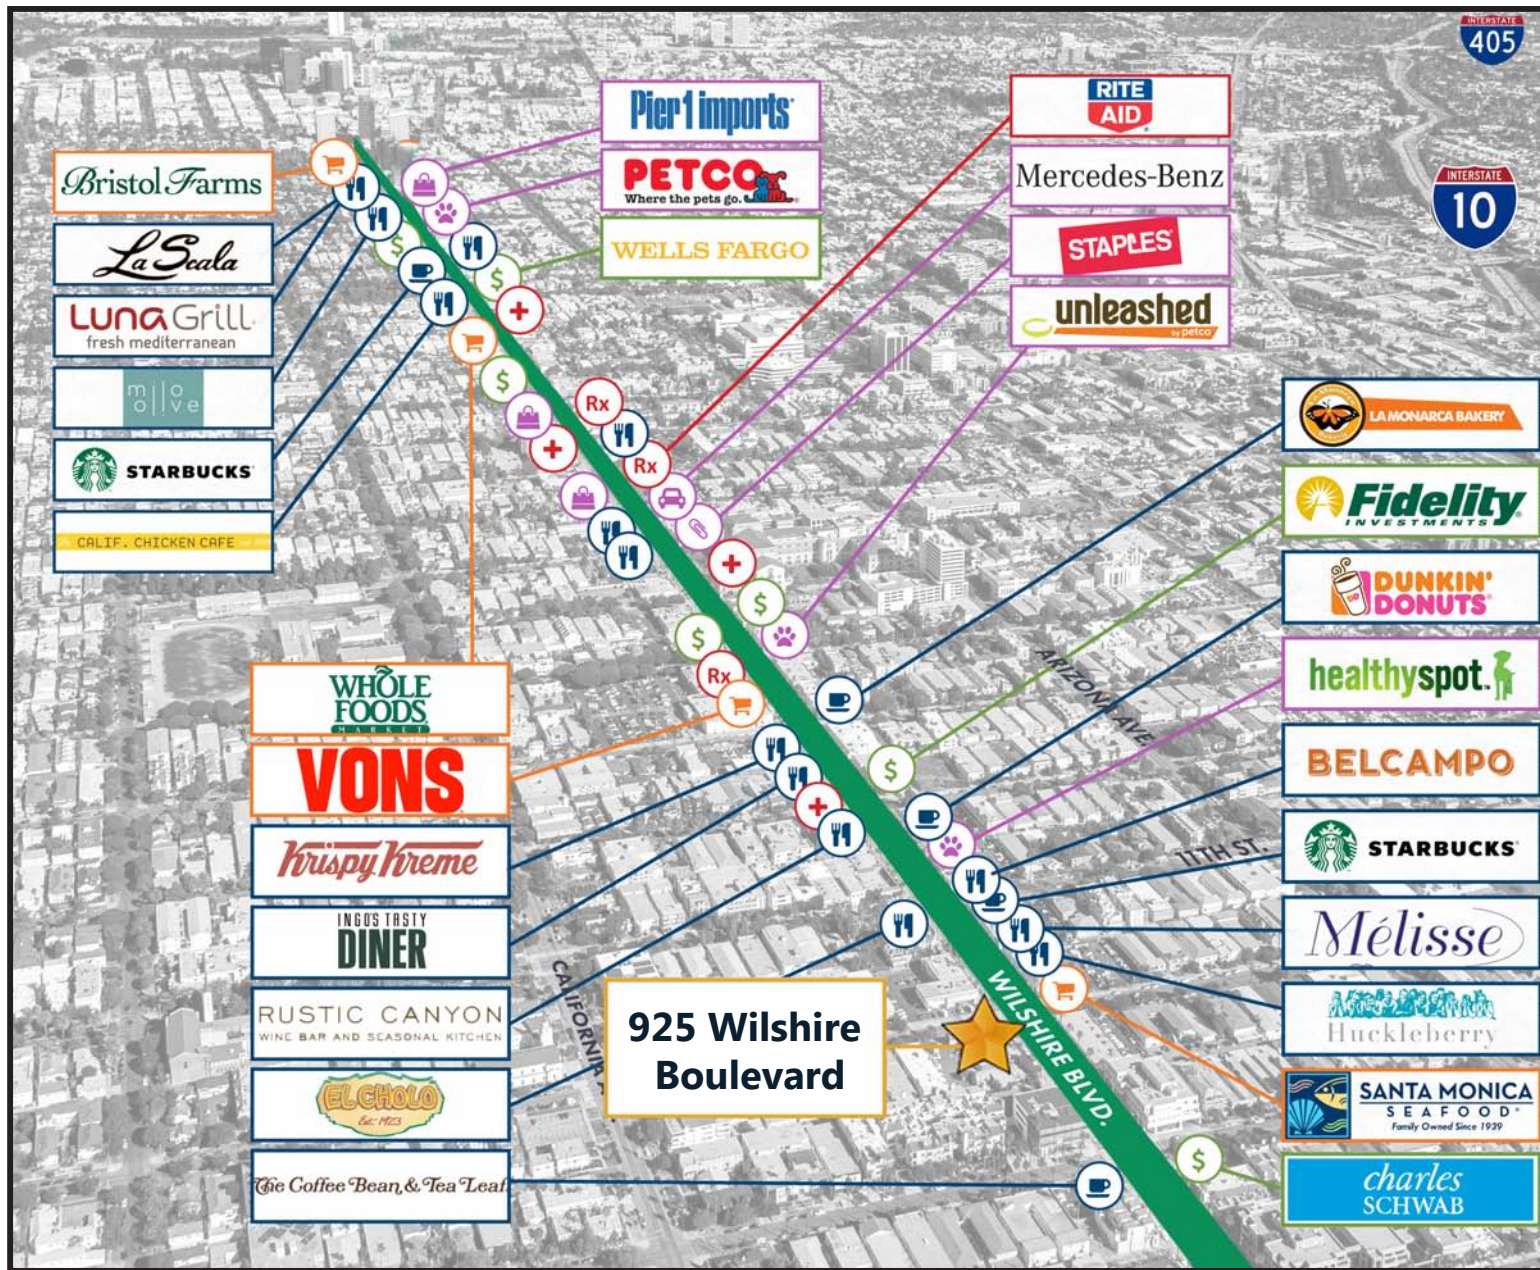 INTERSTATE
405
INTERSTATE
10
Bristol Farms
La Scala
LUNA Grill
fresh mediterranean
milo
olive
STARBUCKS
CALIF. CHICKEN CAFE
Pier 1 imports
PETCO
Where the pets go.
WELLS FARGO
RITE
AID
Mercedes-Benz
STAPLES
unleashed
by petco
LA MONARCA BAKERY
Fidelity
INVESTMENTS
DUNKIN'
DONUTS
healthyspot
BELCAMPO
STARBUCKS
Mélisse
Huckleberry
SANTA MONICA
SEAFOOD
Family Owned Since 1939
charles
SCHWAB
WHOLE
FOODS
MARKET
VONS
Krispy Kreme
INGO'S TASTY
DINER
RUSTIC CANYON
WINE BAR AND SEASONAL KITCHEN
EL CHOLO
Est. 1923
The Coffee Bean & Tea Leaf
$
$
$
Rx
Rx
$
$
Rx
$
$
ARIZONA AVE.
11TH ST.
CALIFORNIA
WILSHIRE BLVD.
925 Wilshire
Boulevard